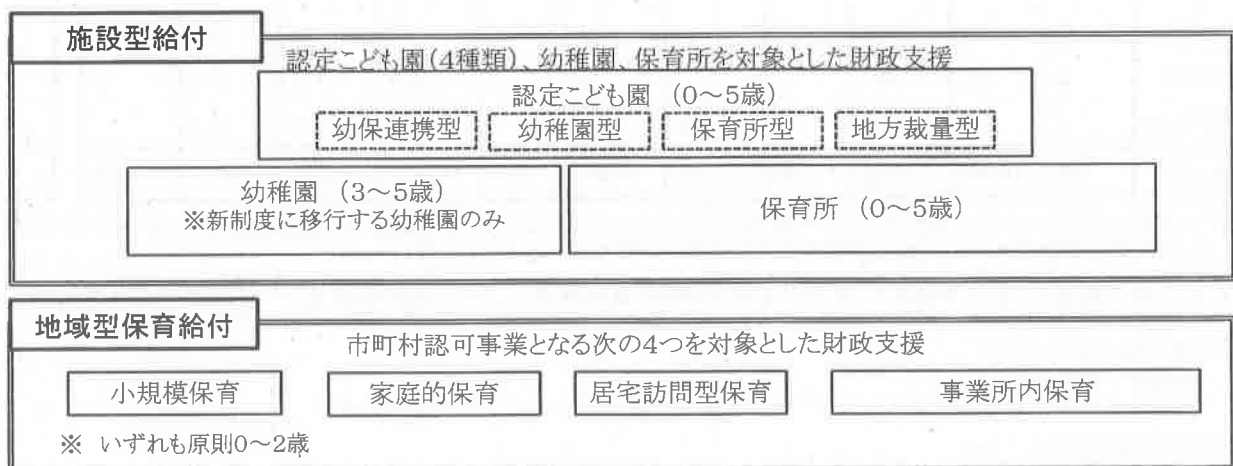 施設型給付
認定こども園(4種類)、幼稚園、保育所を対象とした財政支援
認定こども園 (0～5歳)
幼保連携型 幼稚園型 保育所型 地方裁量型
幼稚園 (3～5歳)
※新制度に移行する幼稚園のみ
保育所 (0～5歳)
地域型保育給付
市町村認可事業となる次の4つを対象とした財政支援
小規模保育 家庭的保育 居宅訪問型保育 事業所内保育
※ いずれも原則0～2歳